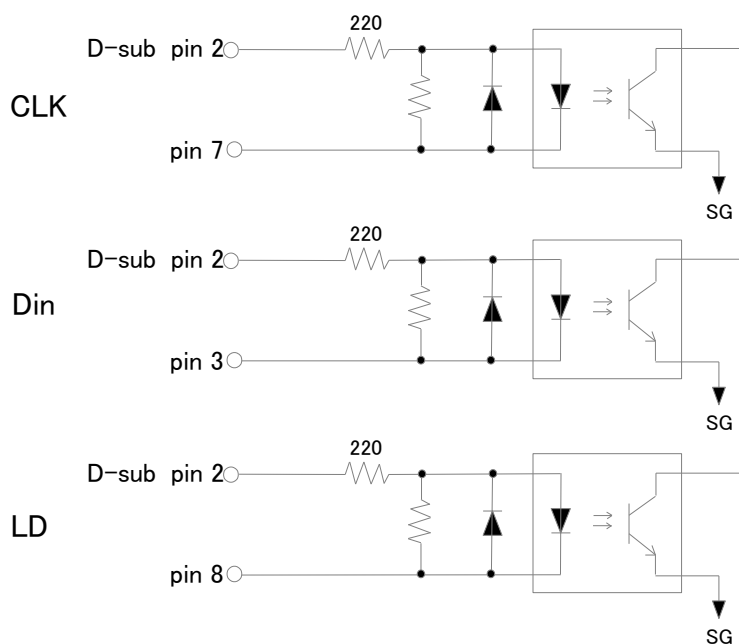 220
D-sub pin 2
CLK
pin 7
SG
220
D-sub pin 2
Din
pin 3
SG
220
D-sub pin 2
LD
pin 8
SG